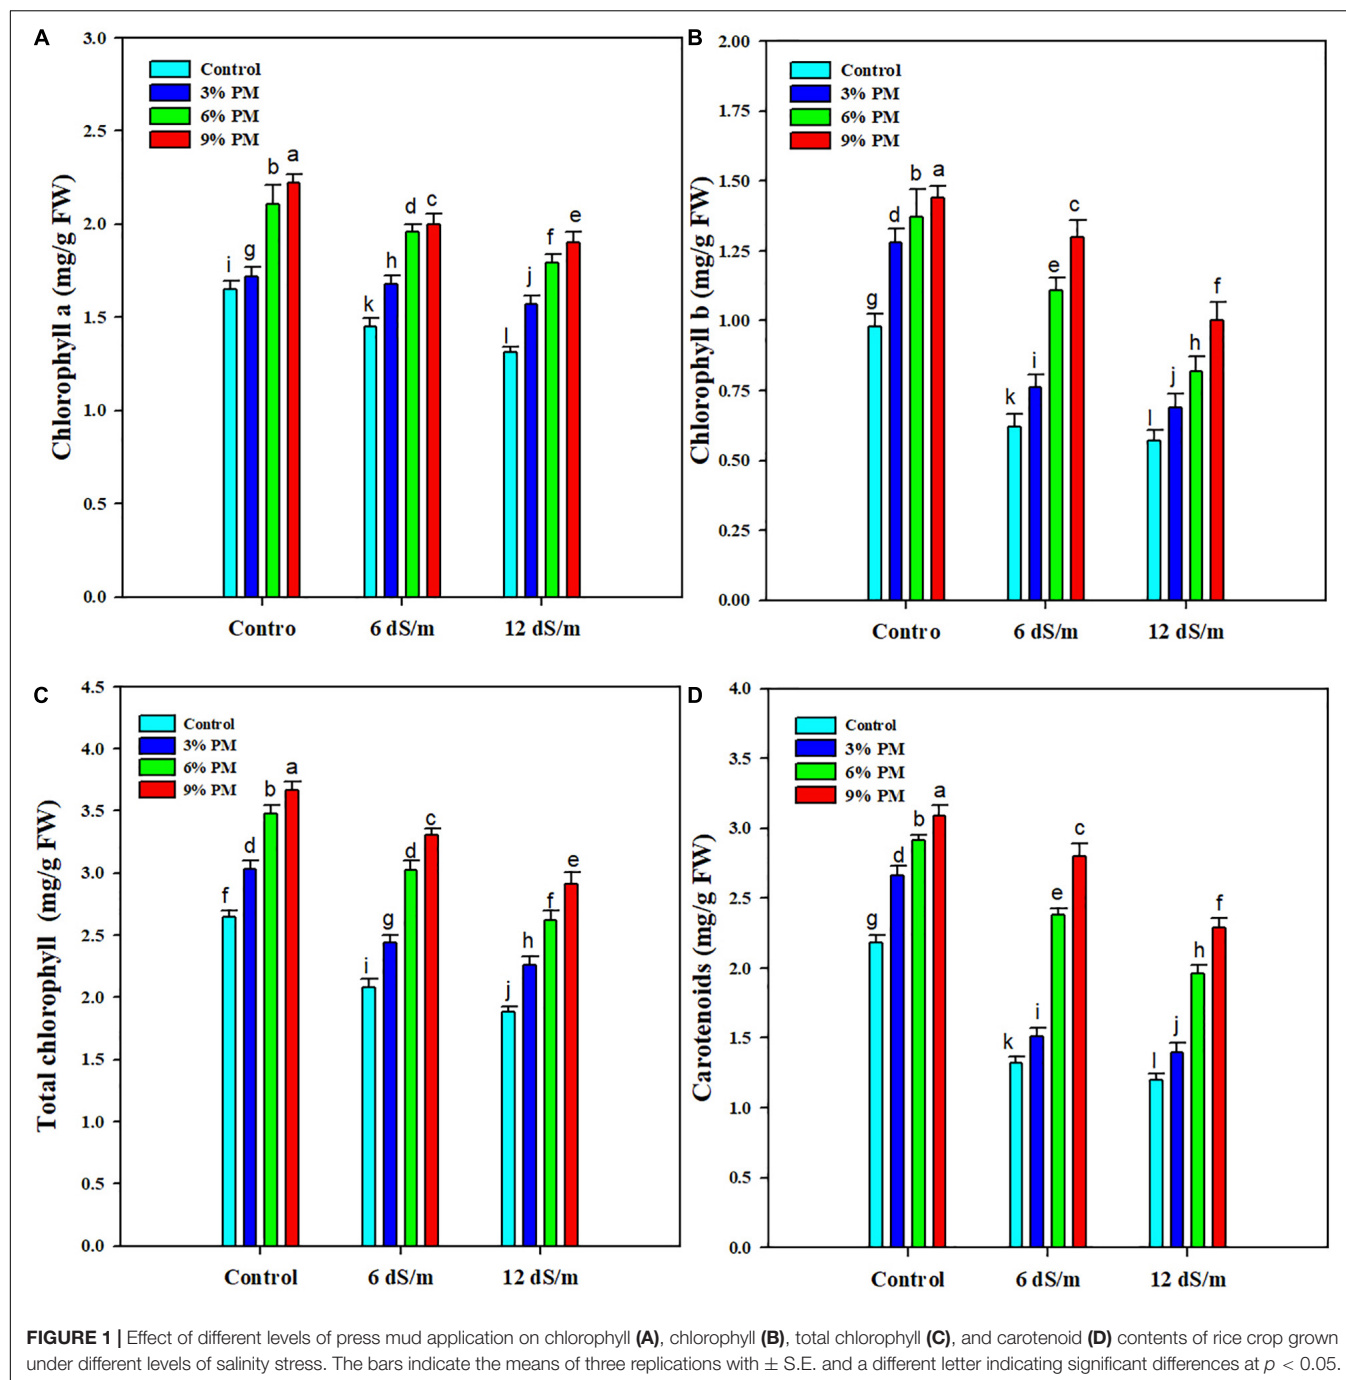 A
3.0
2.5
2.0
1.5
1.0
0.5
0.0
Chlorophyll a (mg/g FW)
Control
3% PM
6% PM
9% PM
i g b a
k h d c
l j f e
Contro 6 dS/m 12 dS/m
B
2.00
1.75
1.50
1.25
1.00
0.75
0.50
0.25
0.00
Chlorophyll b (mg/g FW)
Control
3% PM
6% PM
9% PM
g d b a
k i e c
l j h f
Contro 6 dS/m 12 dS/m
C
4.5
4.0
3.5
3.0
2.5
2.0
1.5
1.0
0.5
0.0
Total chlorophyll (mg/g FW)
Control
3% PM
6% PM
9% PM
f d b a
i g d c
j h f e
Control 6 dS/m 12 dS/m
D
4.0
3.5
3.0
2.5
2.0
1.5
1.0
0.5
0.0
Carotenoids (mg/g FW)
Control
3% PM
6% PM
9% PM
g d b a
k i e c
l j h f
Control 6 dS/m 12 dS/m
FIGURE 1 | Effect of different levels of press mud application on chlorophyll (A), chlorophyll (B), total chlorophyll (C), and carotenoid (D) contents of rice crop grown
under different levels of salinity stress. The bars indicate the means of three replications with ± S.E. and a different letter indicating significant differences at p < 0.05.